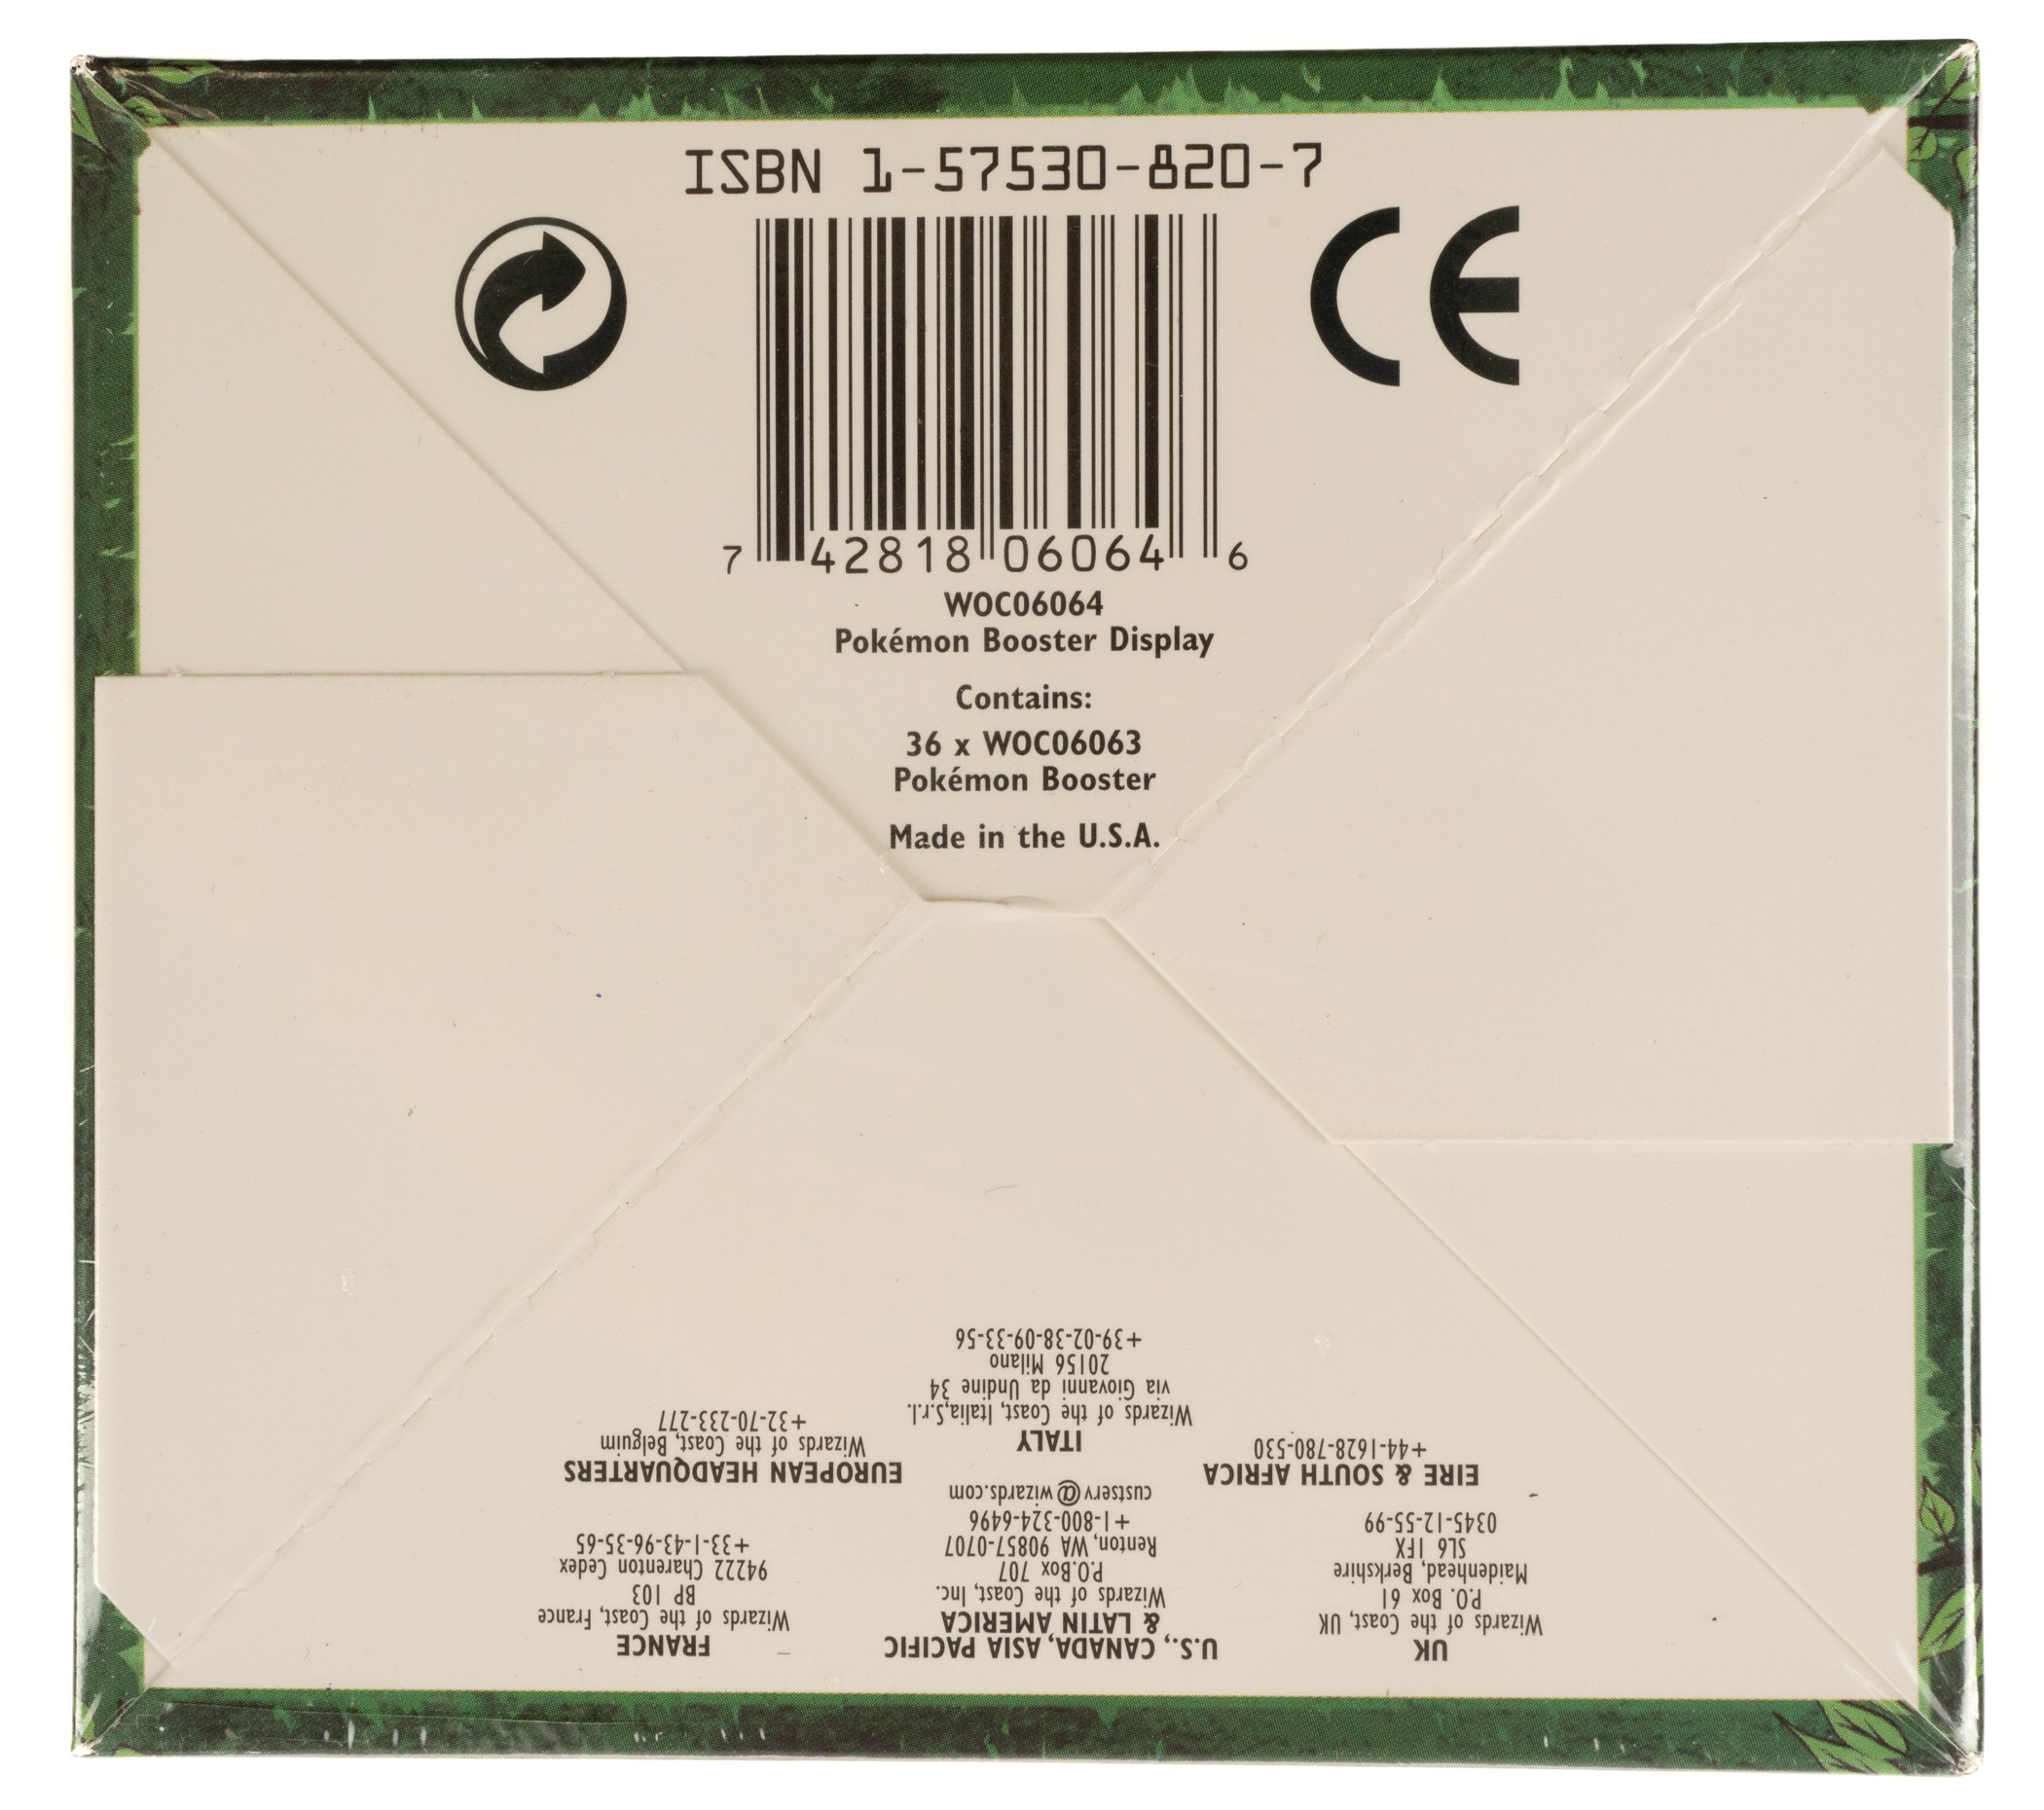 ISBN 1-57530-820-7
CE
7 42818 06064 6
WOC06064
Pokémon Booster Display
Contains:
36 x WOC06063
Pokémon Booster
Made in the U.S.A.
UK
Wizards of the Coast, UK
P.O. Box 61
Maidenhead, Berkshire
SL6 1FX
0345-12-55-99
EIRE & SOUTH AFRICA
+44-1628-780-530
U.S., CANADA, ASIA PACIFIC
& LATIN AMERICA
Wizards of the Coast, Inc.
P.O.Box 707
Renton, WA 90857-0707
+1-800-324-6496
custserv@wizards.com
ITALY
Wizards of the Coast, Italia,S.r.l.
via Giovanni da Undine 34
20156 Milano
+39-02-38-09-33-56
FRANCE
Wizards of the Coast, France
BP 103
94222 Charenton Cedex
+33-1-43-96-35-65
EUROPEAN HEADQUARTERS
Wizards of the Coast, Belguim
+32-70-233-277